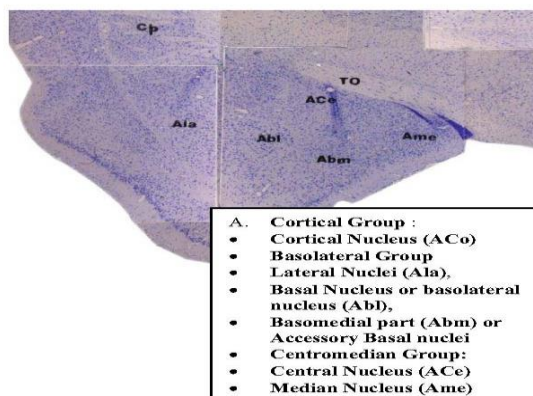 Cp
TO
ACe
Ala
Abl
Ame
Abm
A. Cortical Group :
• Cortical Nucleus (ACo)
• Basolateral Group
• Lateral Nuclei (Ala),
• Basal Nucleus or basolateral
nucleus (Abl),
• Basomedial part (Abm) or
Accessory Basal nuclei
• Centromedian Group:
• Central Nucleus (ACe)
• Median Nucleus (Ame)